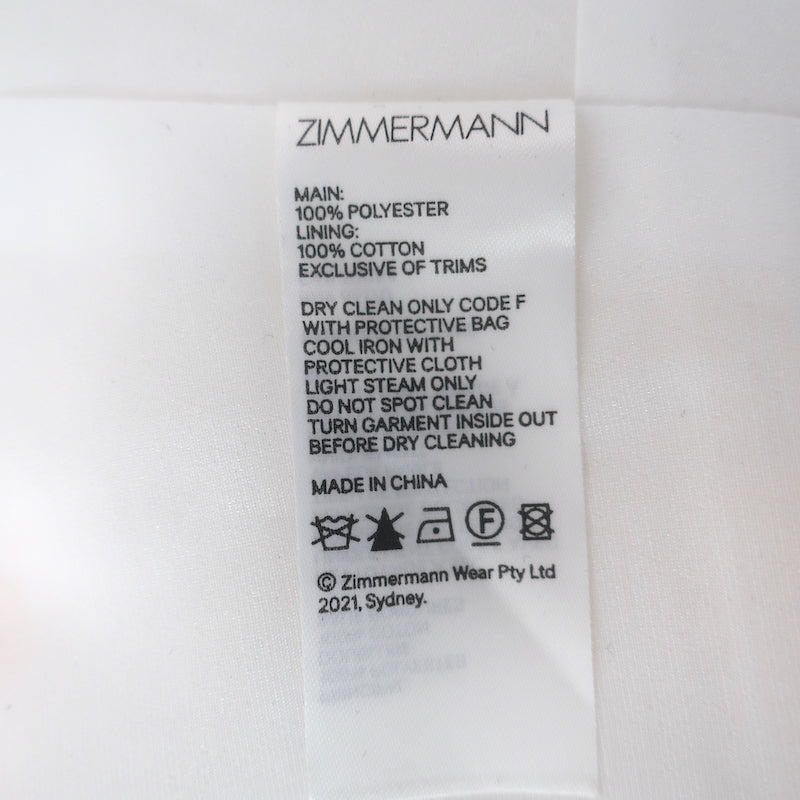 ZIMMERMANN
MAIN:
100% POLYESTER
LINING:
100% COTTON
EXCLUSIVE OF TRIMS
DRY CLEAN ONLY CODE F
WITH PROTECTIVE BAG
COOL IRON WITH
PROTECTIVE CLOTH
LIGHT STEAM ONLY
DO NOT SPOT CLEAN
TURN GARMENT INSIDE OUT
BEFORE DRY CLEANING
MADE IN CHINA
F
© Zimmermann Wear Pty Ltd
2021, Sydney.